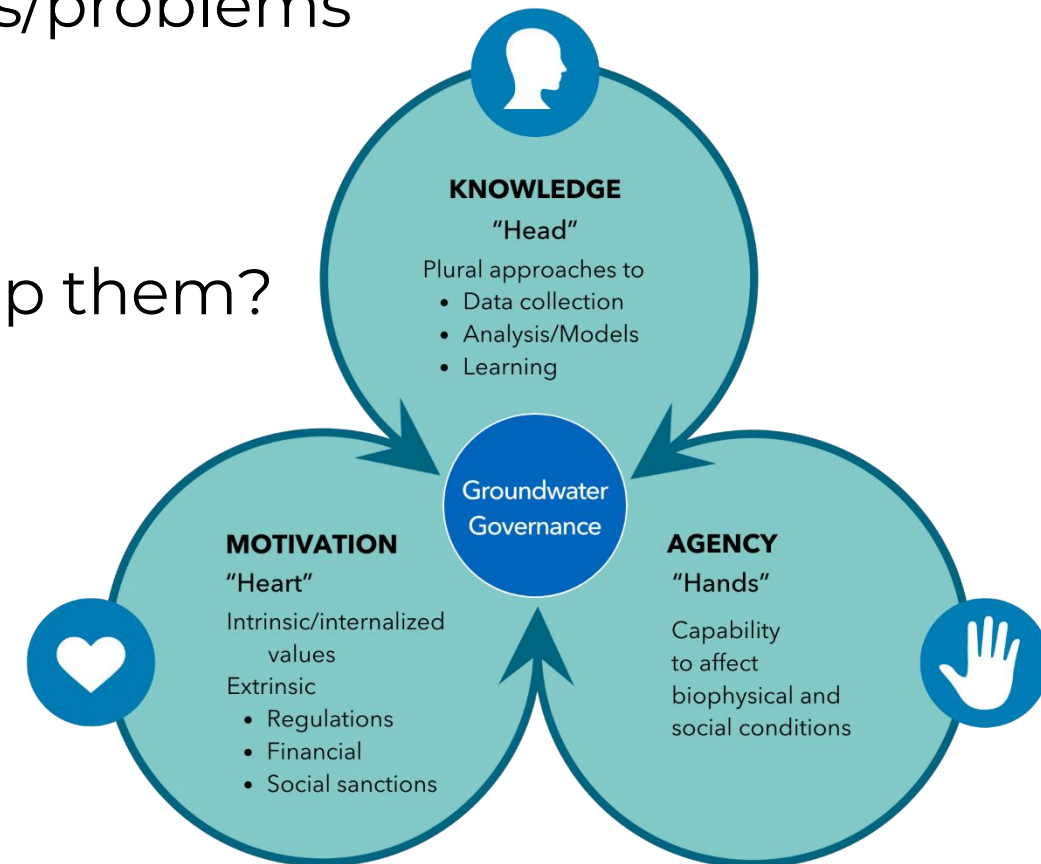 s/problems
p them?
KNOWLEDGE
“Head”
Plural approaches to
• Data collection
• Analysis/Models
• Learning
Groundwater
Governance
MOTIVATION
“Heart”
Intrinsic/internalized
values
Extrinsic
• Regulations
• Financial
• Social sanctions
AGENCY
“Hands”
Capability
to affect
biophysical and
social conditions